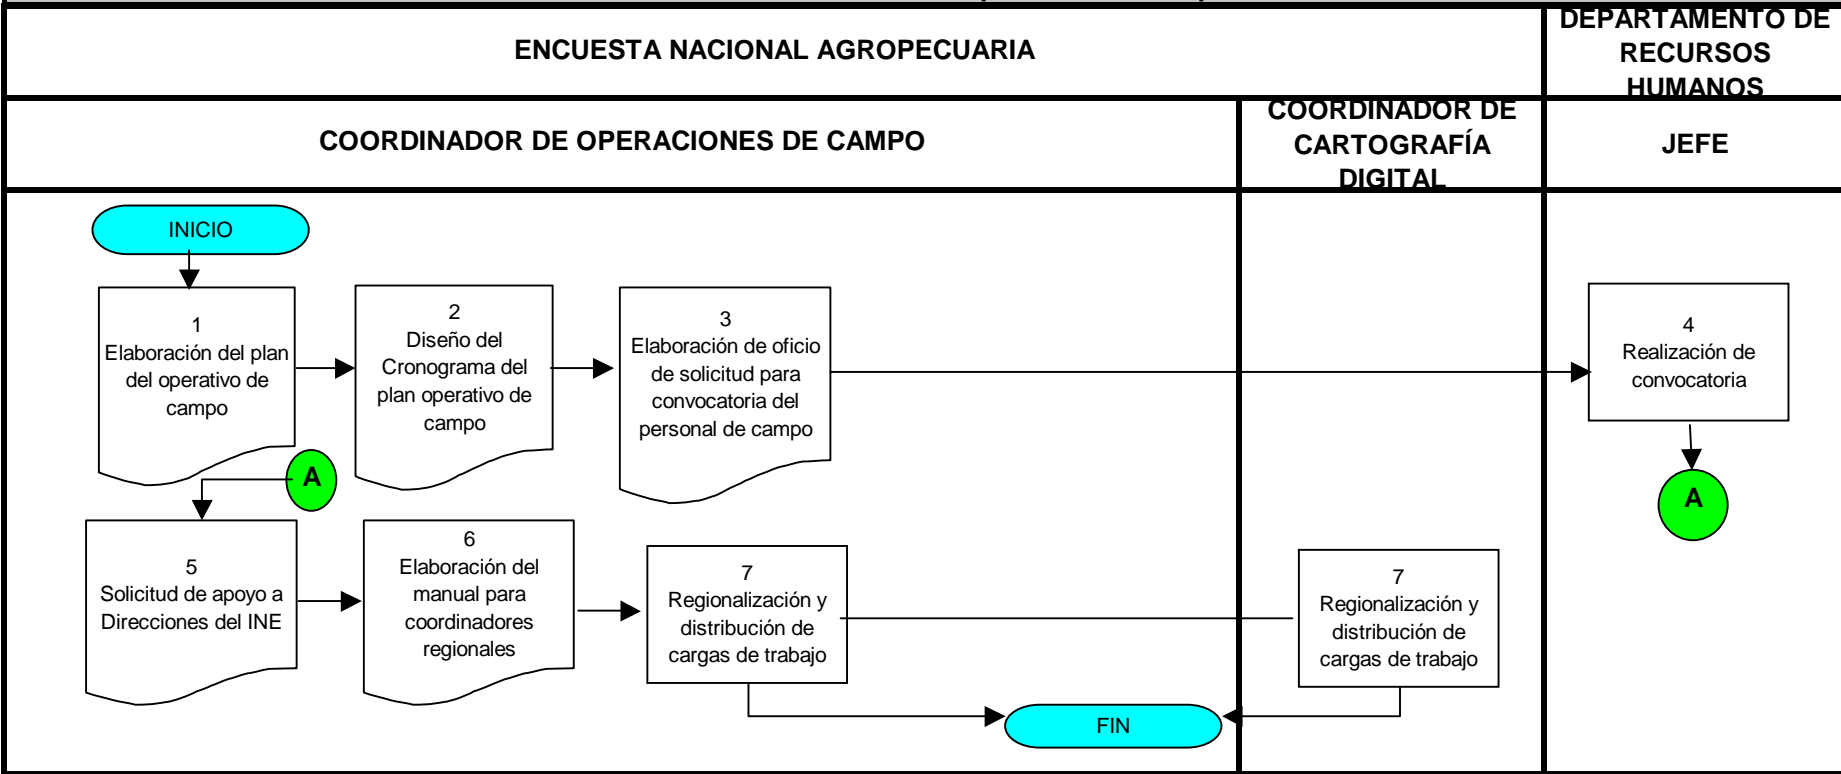 ENCUESTA NACIONAL AGROPECUARIA
DEPARTAMENTO DE
RECURSOS
HUMANOS
COORDINADOR DE OPERACIONES DE CAMPO
COORDINADOR DE
CARTOGRAFÍA
DIGITAL
JEFE
INICIO
1
Elaboración del plan
del operativo de
campo
2
Diseño del
Cronograma del
plan operativo de
campo
3
Elaboración de oficio
de solicitud para
convocatoria del
personal de campo
4
Realización de
convocatoria
A
A
5
Solicitud de apoyo a
Direcciones del INE
6
Elaboración del
manual para
coordinadores
regionales
7
Regionalización y
distribución de
cargas de trabajo
7
Regionalización y
distribución de
cargas de trabajo
FIN